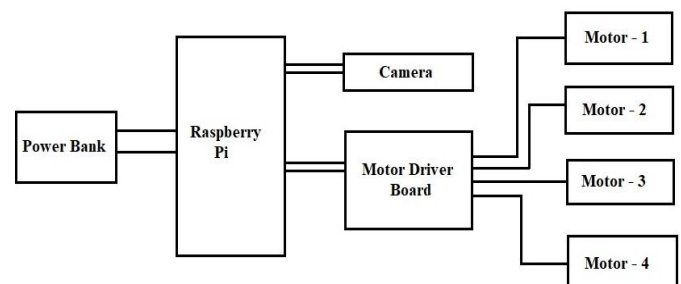 Power Bank
Raspberry
Pi
Camera
Motor Driver
Board
Motor - 1
Motor - 2
Motor - 3
Motor - 4